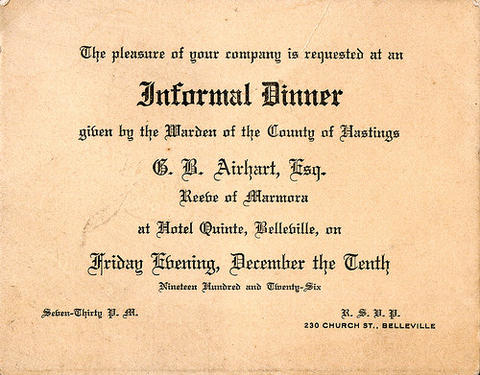 The pleasure of your company is requested at an
Informal Dinner
given by the Warden of the County of Hastings
G. B. Airhart, Esq.
Reeve of Marmora
at Hotel Quinte, Belleville, on
Friday Evening, December the Tenth
Nineteen Hundred and Twenty-Six
Seven-Thirty P. M.
R. S. V. P.
230 CHURCH ST., BELLEVILLE